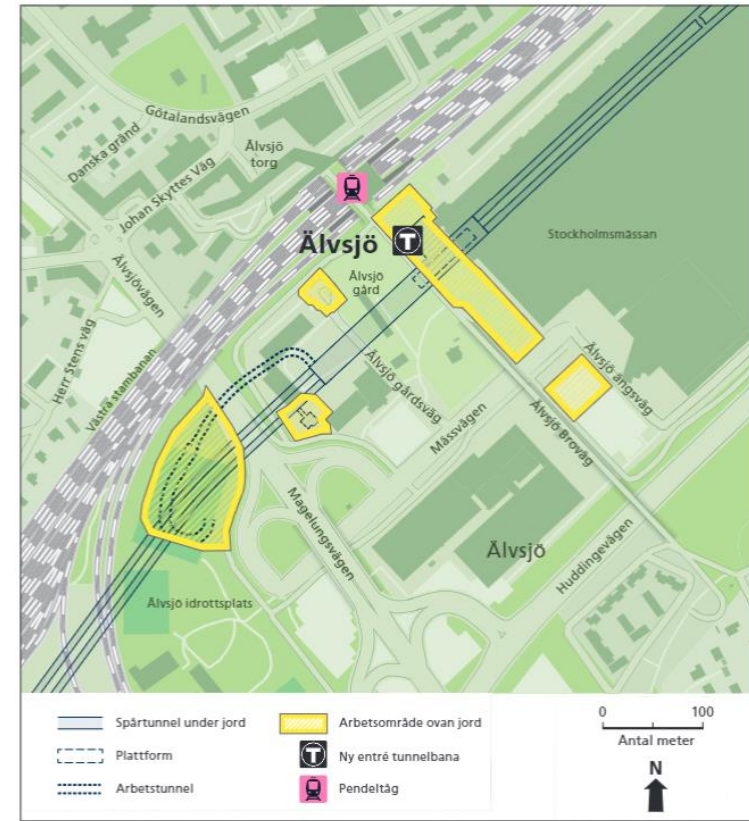 Götalandsvägen
Danska gränd
Älvsjö
torg
Johan Skyttes Väg
Älvsjövägen
Herr Stens väg
Västra stambanan
Älvsjö
T
Stockholmsmässan
Älvsjö
gård
Älvsjö gårdsväg
Mässvägen
Älvsjö ängsväg
Älvsjö Broväg
Magelungsvägen
Älvsjö
Huddingevägen
Älvsjö idrottsplats
Spårtunnel under jord
Plattform
Arbetstunnel
Arbetsområde ovan jord
T
Ny entré tunnelbana
Pendeltåg
0 100
Antal meter
N